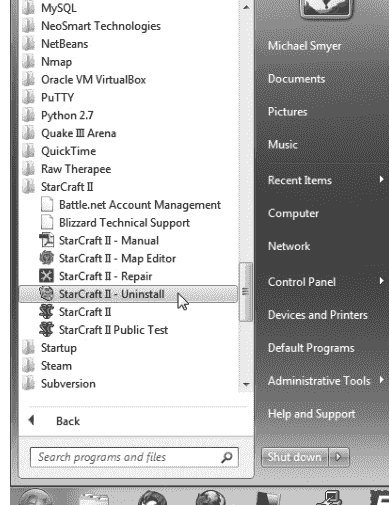 MySQL
NeoSmart Technologies
NetBeans
Nmap
Oracle VM VirtualBox
PuTTY
Python 2.7
Quake III Arena
QuickTime
Raw Therapee
StarCraft II
Battle.net Account Management
Blizzard Technical Support
StarCraft II - Manual
StarCraft II - Map Editor
StarCraft II - Repair
StarCraft II - Uninstall
StarCraft II
StarCraft II Public Test
Startup
Steam
Subversion
Back
Search programs and files
Michael Smyer
Documents
Pictures
Music
Recent Items
Computer
Network
Control Panel
Devices and Printers
Default Programs
Administrative Tools
Help and Support
Shut down